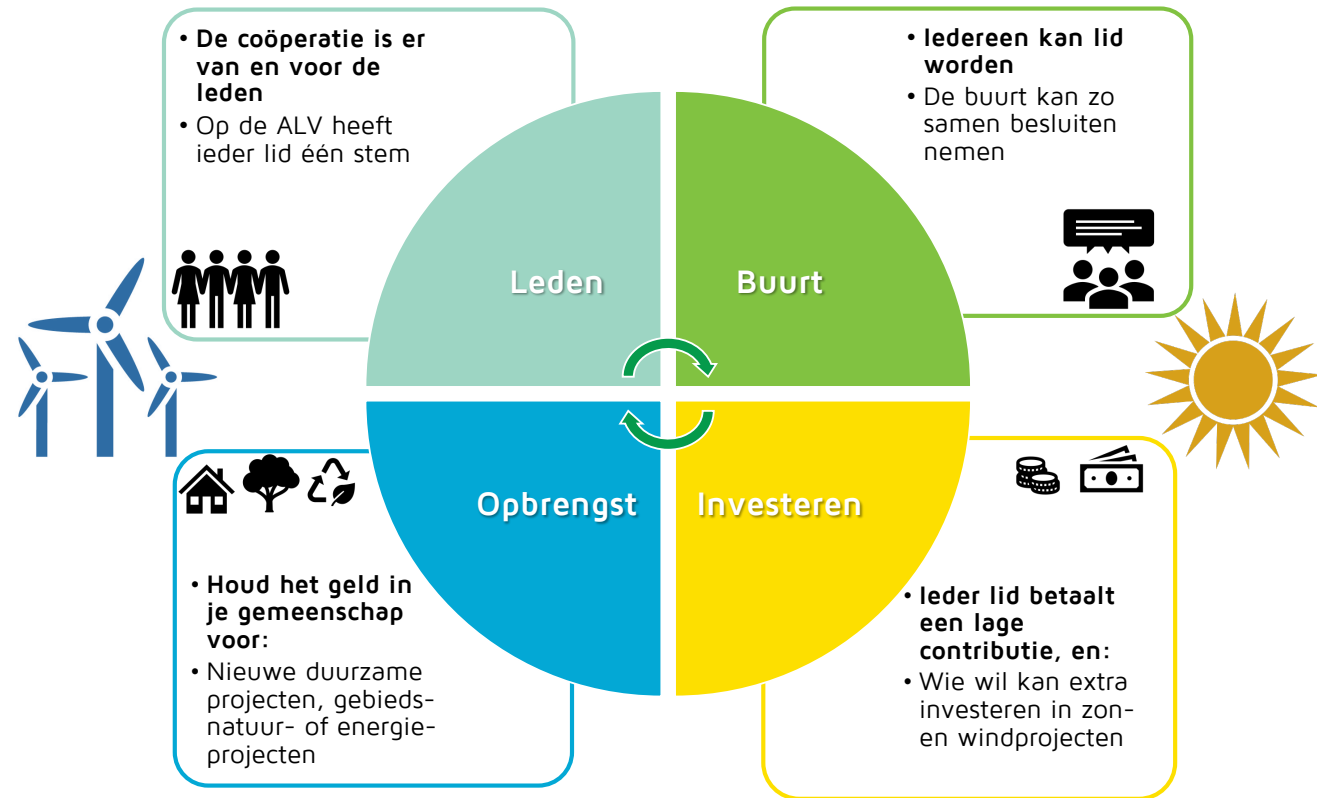 • De coöperatie is er
van en voor de
leden
• Op de ALV heeft
ieder lid één stem
• Iedereen kan lid
worden
• De buurt kan zo
samen besluiten
nemen
Leden
Buurt
Opbrengst
Investeren
• Houd het geld in
je gemeenschap
voor:
• Nieuwe duurzame
projecten, gebieds-
natuur- of energie-
projecten
• Ieder lid betaalt
een lage
contributie, en:
• Wie wil kan extra
investeren in zon-
en windprojecten